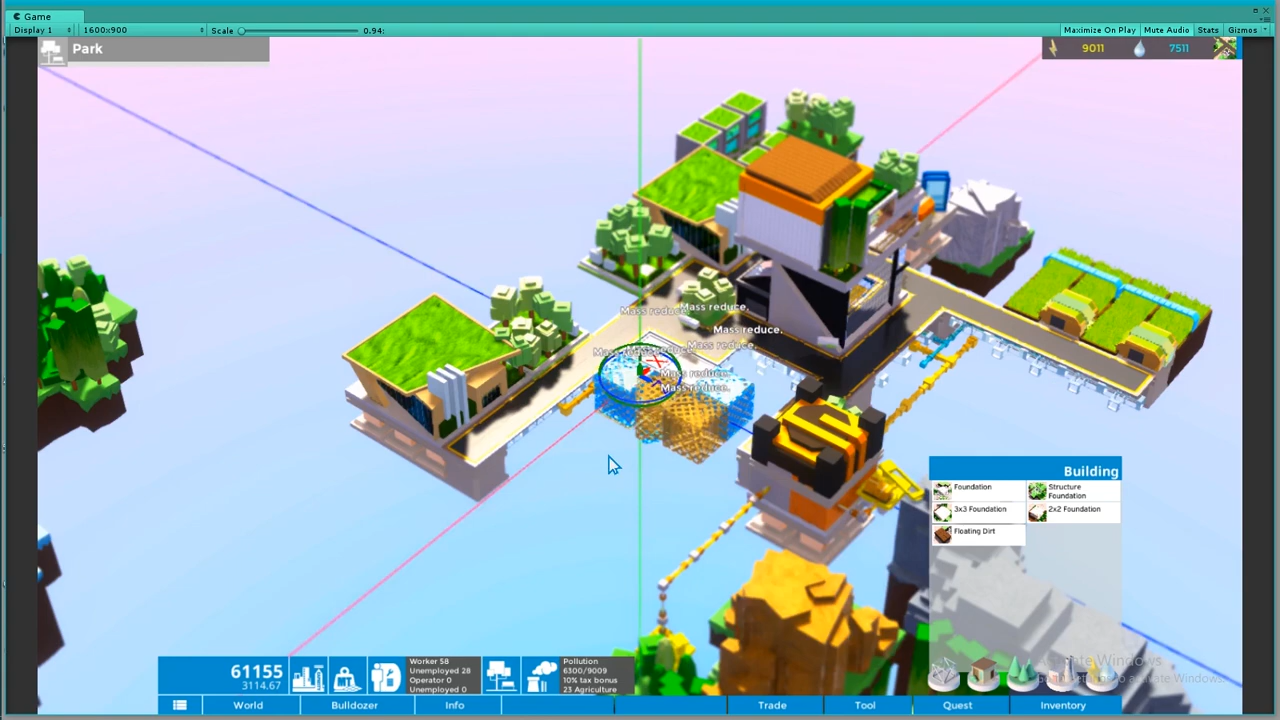 Game
Display 1
1600x900
Scale
0.94:
Maximize On Play
Mute Audio
Stats
Gizmos
Park
9011
7511
Mass reduce.
Mass reduce.
Mass reduce.
Mass reduce.
Mass reduce.
Mass reduce.
Building
Foundation
Structure
Foundation
3x3 Foundation
2x2 Foundation
Floating Dirt
61155
3114.67
Worker 58
Unemployed 28
Operator 0
Unemployed 0
Pollution
6300/9009
10% tax bonus
23 Agriculture
World
Bulldozer
Info
Trade
Tool
Quest
Inventory